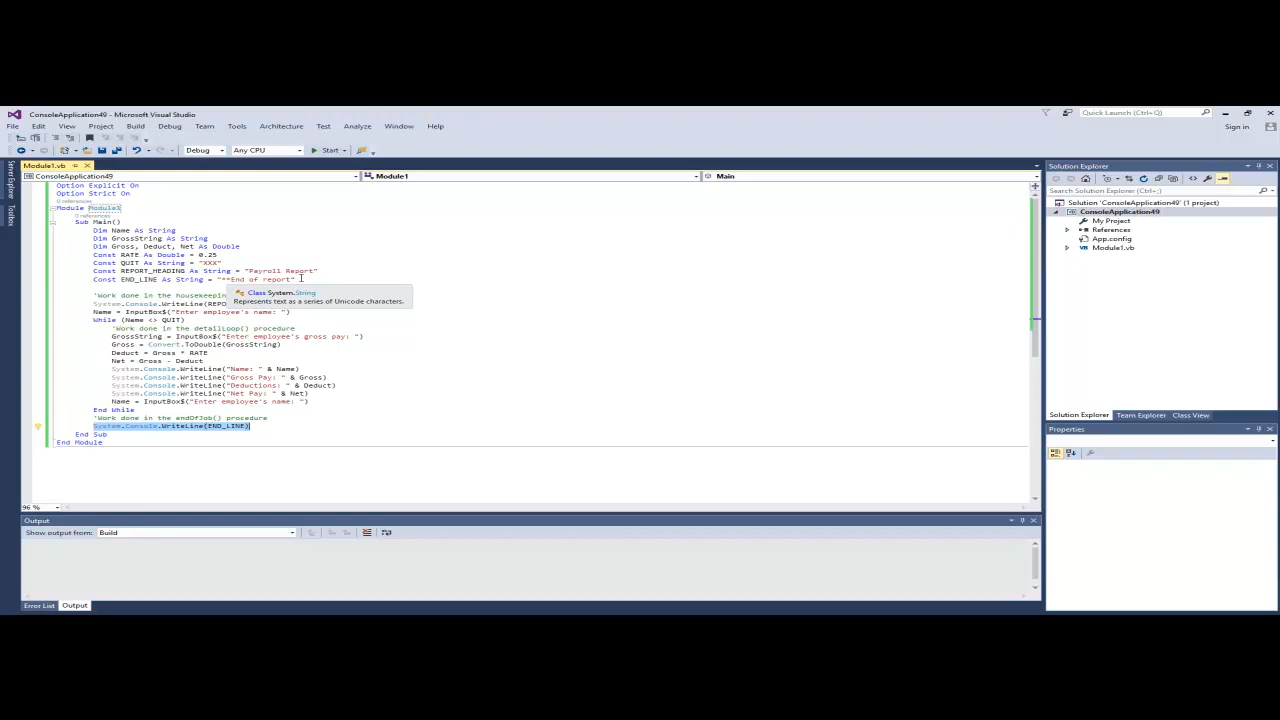 ConsoleApplication49 - Microsoft Visual Studio
Quick Launch (Ctrl+Q)
File Edit View Project Build Debug Team Tools Architecture Test Analyze Window Help
Sign in
Debug Any CPU Start
Server Explorer
Toolbox
Module1.vb
ConsoleApplication49 Module1 Main
Option Explicit On
Option Strict On
0 references
Module Module1
0 references
Sub Main()
Dim Name As String
Dim GrossString As String
Dim Gross, Deduct, Net As Double
Const RATE As Double = 0.25
Const QUIT As String = "XXX"
Const REPORT_HEADING As String = "Payroll Report"
Const END_LINE As String = "**End of report"
Class System.String
Represents text as a series of Unicode characters.
'Work done in the housekeepin
System.Console.WriteLine(REPO
Name = InputBox$("Enter employee's name: ")
While (Name <> QUIT)
'Work done in the detailLoop() procedure
GrossString = InputBox$("Enter employee's gross pay: ")
Gross = Convert.ToDouble(GrossString)
Deduct = Gross * RATE
Net = Gross - Deduct
System.Console.WriteLine("Name: " & Name)
System.Console.WriteLine("Gross Pay: " & Gross)
System.Console.WriteLine("Deductions: " & Deduct)
System.Console.WriteLine("Net Pay: " & Net)
Name = InputBox$("Enter employee's name: ")
End While
'Work done in the endOfJob() procedure
System.Console.WriteLine(END_LINE)
End Sub
End Module
96 %
Output
Show output from: Build
Error List Output
Solution Explorer
Search Solution Explorer (Ctrl+;)
Solution 'ConsoleApplication49' (1 project)
ConsoleApplication49
My Project
References
App.config
Module1.vb
Solution Explorer Team Explorer Class View
Properties